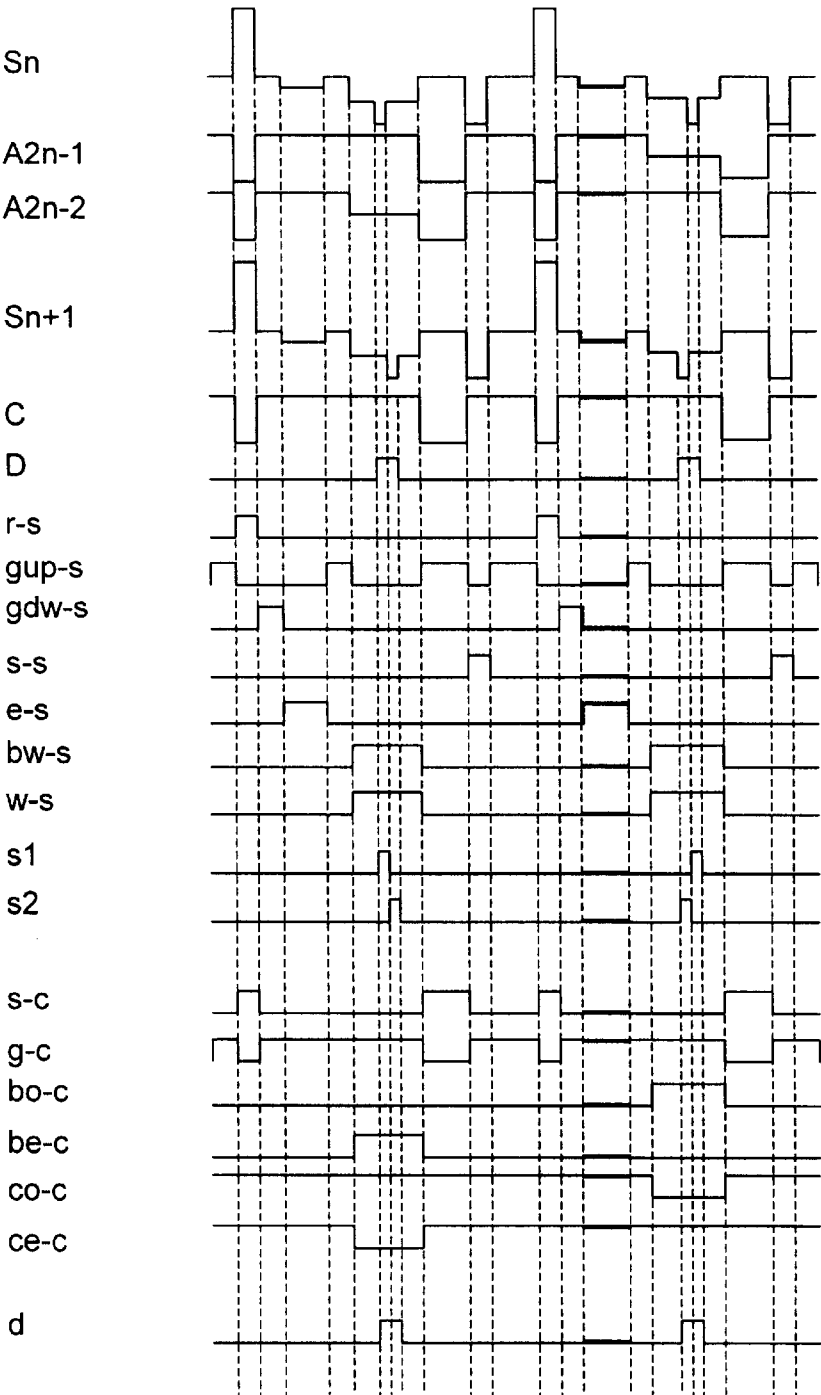 Sn
A2n-1
A2n-2
Sn+1
C
D
r-s
gup-s
gdw-s
s-s
e-s
bw-s
w-s
s1
s2
s-c
g-c
bo-c
be-c
co-c
ce-c
d